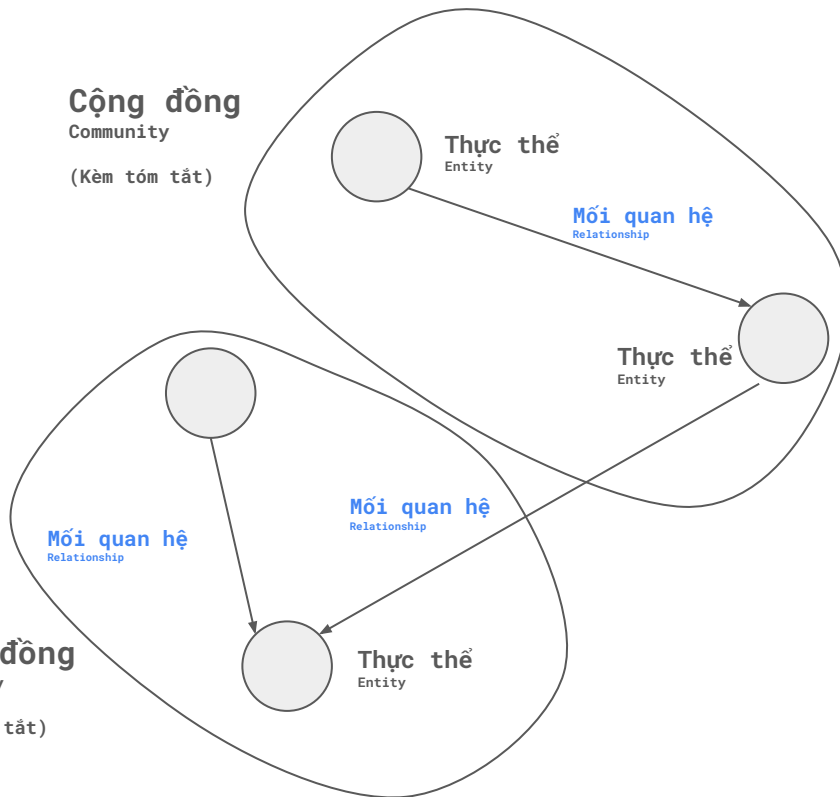 Cộng đồng
Community
(Kèm tóm tắt)
Thực thể
Entity
Mối quan hệ
Relationship
Thực thể
Entity
Mối quan hệ
Relationship
Mối quan hệ
Relationship
Thực thể
Entity
đồng
tắt)